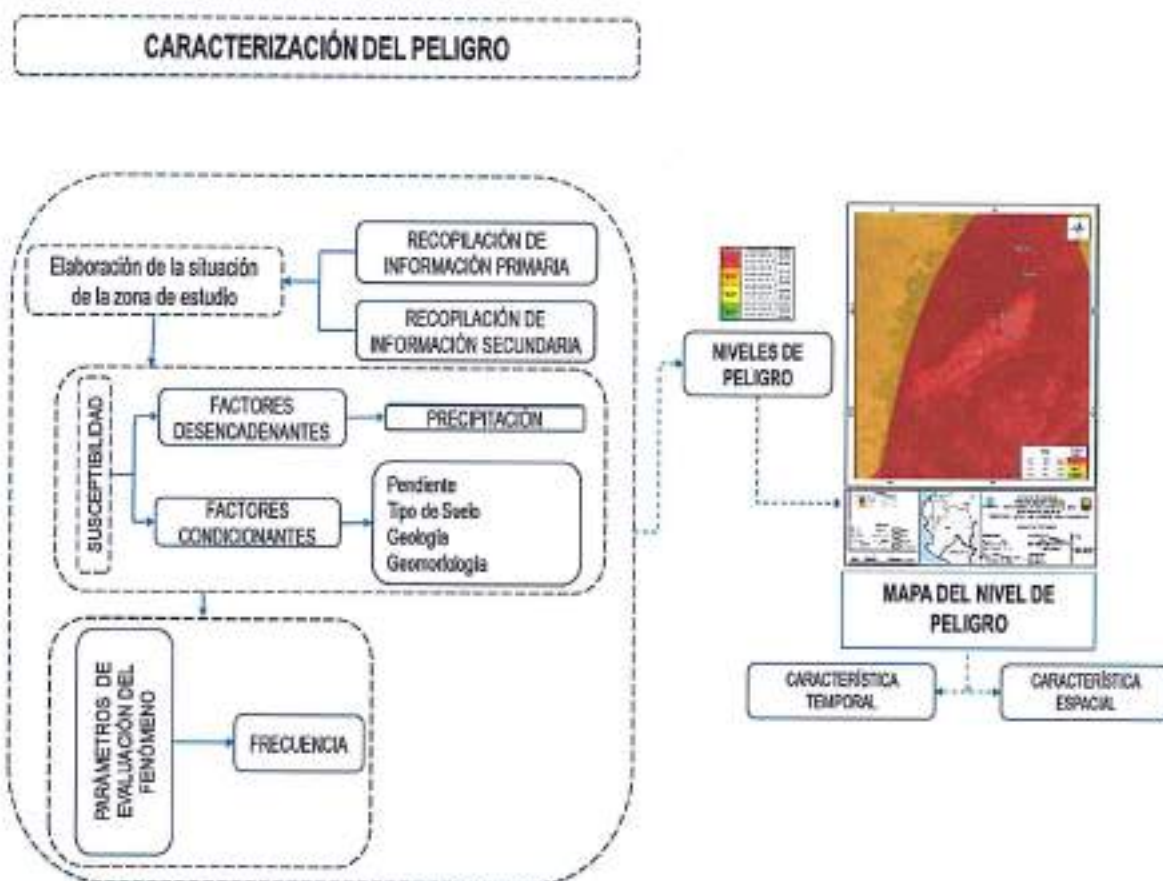 CARACTERIZACIÓN DEL PELIGRO
Elaboración de la situación
de la zona de estudio
RECOPILACIÓN DE
INFORMACIÓN PRIMARIA
RECOPILACIÓN DE
INFORMACIÓN SECUNDARIA
SUSCEPTIBILIDAD
FACTORES
DESENCADENANTES
PRECIPITACIÓN
FACTORES
CONDICIONANTES
Pendiente
Tipo de Suelo
Geología
Geomorfología
PARÁMETROS DE
EVALUACIÓN DEL
FENÓMENO
FRECUENCIA
NIVELES DE
PELIGRO
MAPA DEL NIVEL DE
PELIGRO
CARACTERÍSTICA
TEMPORAL
CARACTERÍSTICA
ESPACIAL